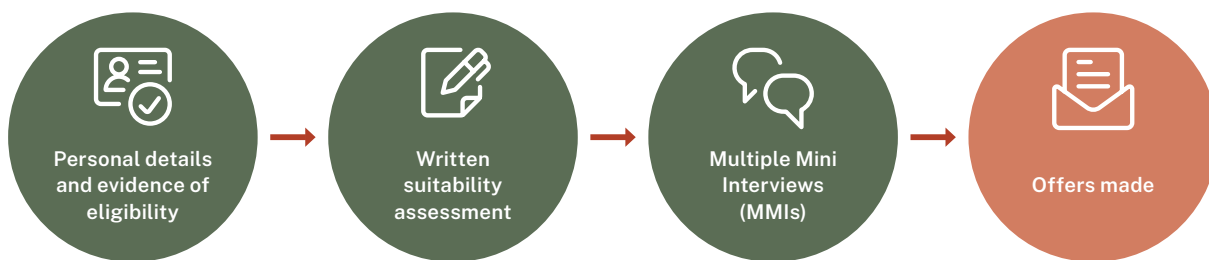 Personal details
and evidence of
eligibility
Written
suitability
assessment
Multiple Mini
Interviews
(MMIs)
Offers made